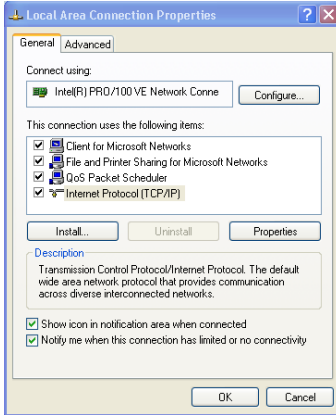 Local Area Connection Properties
General Advanced
Connect using:
Intel(R) PRO/100 VE Network Conne
Configure...
This connection uses the following items:
Client for Microsoft Networks
File and Printer Sharing for Microsoft Networks
QoS Packet Scheduler
Internet Protocol (TCP/IP)
Install... Uninstall Properties
Description
Transmission Control Protocol/Internet Protocol. The default
wide area network protocol that provides communication
across diverse interconnected networks.
Show icon in notification area when connected
Notify me when this connection has limited or no connectivity
OK Cancel